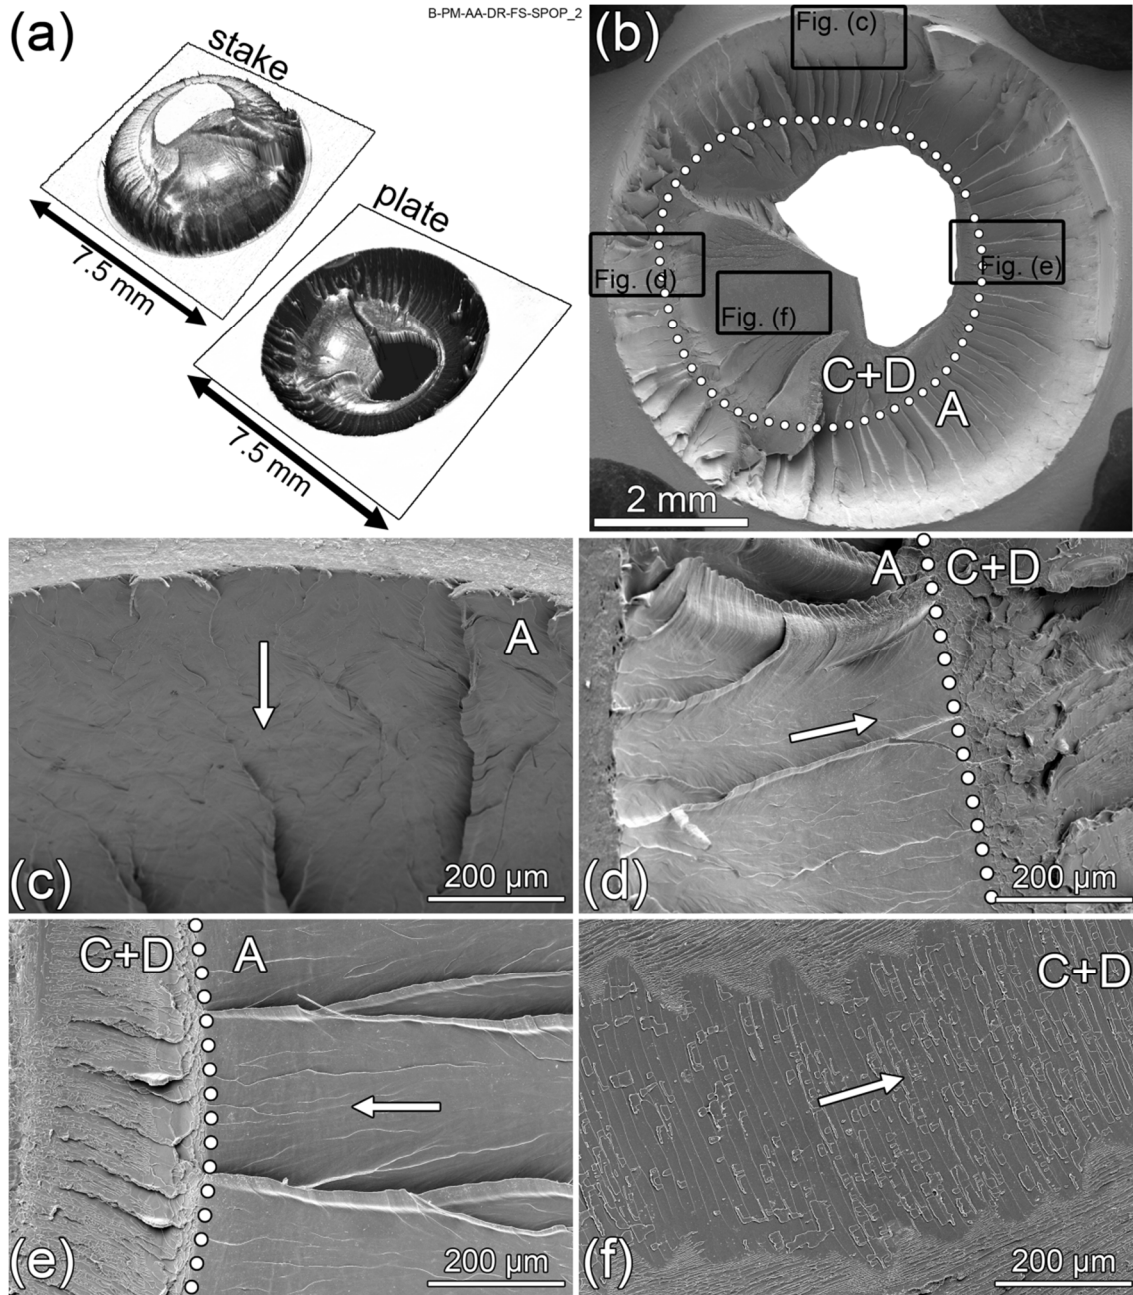 B-PM-AA-DR-FS-SPOP_2
(a)
stake
7.5 mm
plate
7.5 mm
(b)
Fig. (c)
Fig. (d)
Fig. (e)
Fig. (f)
C+D
A
2 mm
A
(c)
200 µm
A C+D
(d)
200 µm
C+D A
(e)
200 µm
C+D
(f)
200 µm